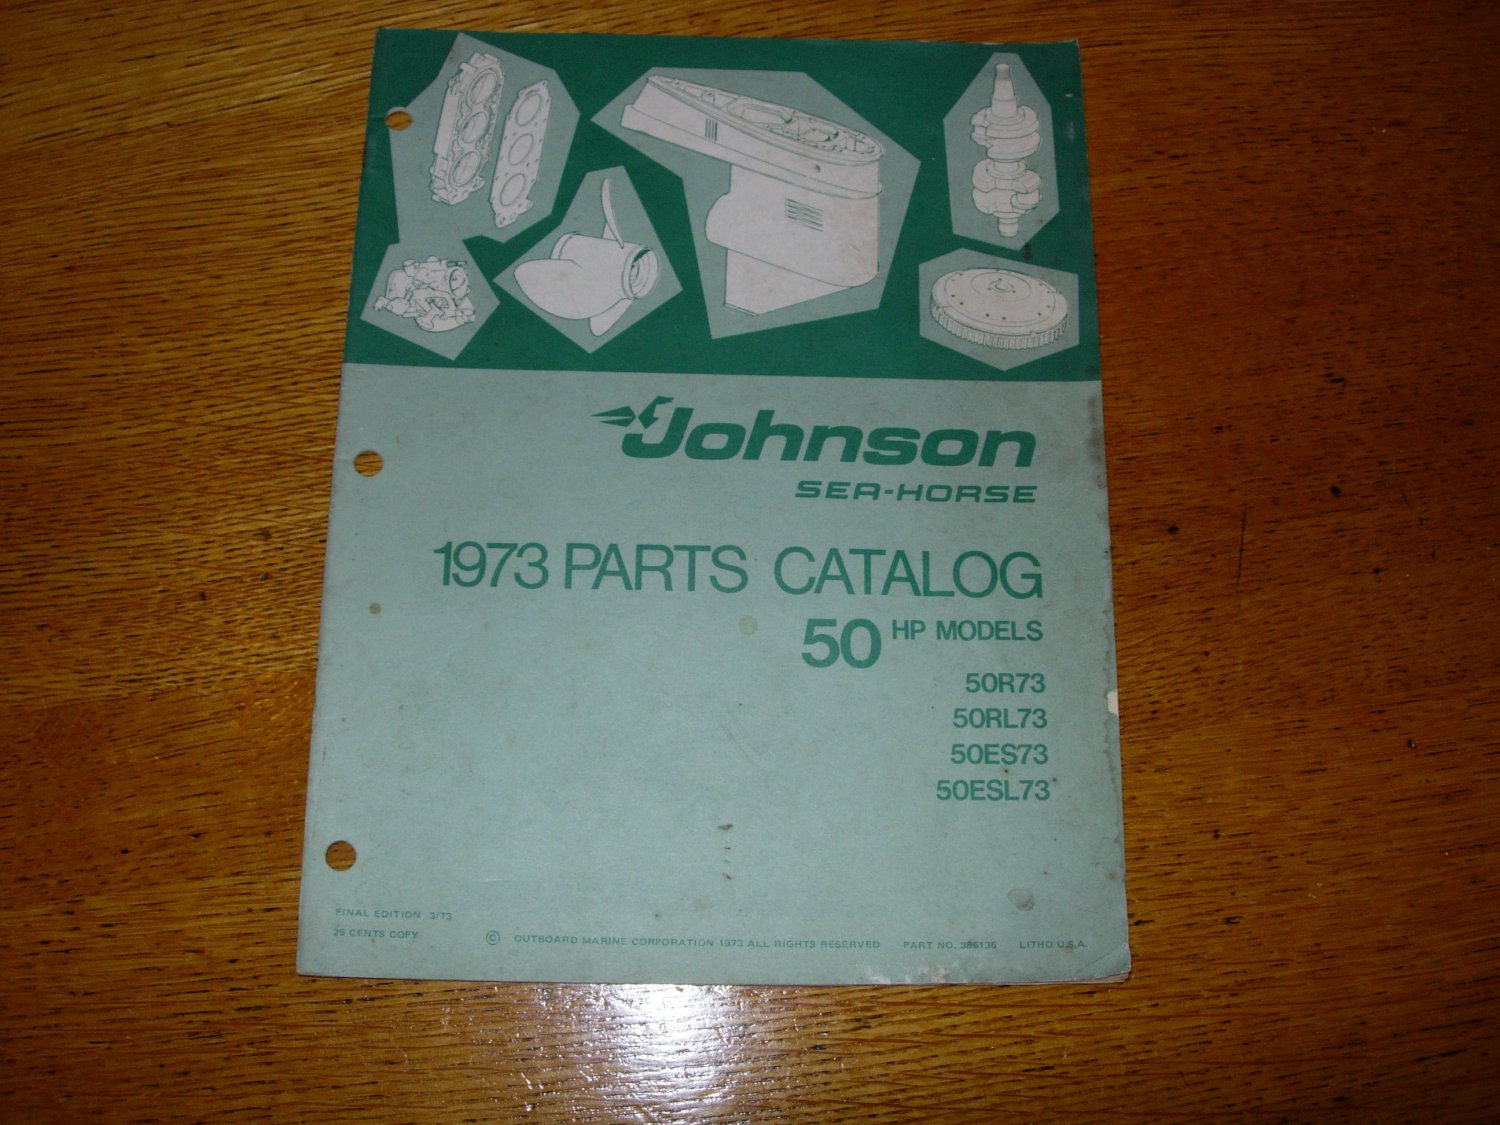 Johnson
SEA-HORSE
1973 PARTS CATALOG
50 HP MODELS
50R73
50RL73
50ES73
50ESL73
FINAL EDITION 3/73
25 CENTS COPY
© OUTBOARD MARINE CORPORATION 1973 ALL RIGHTS RESERVED PART NO. 386136 LITHO U.S.A.